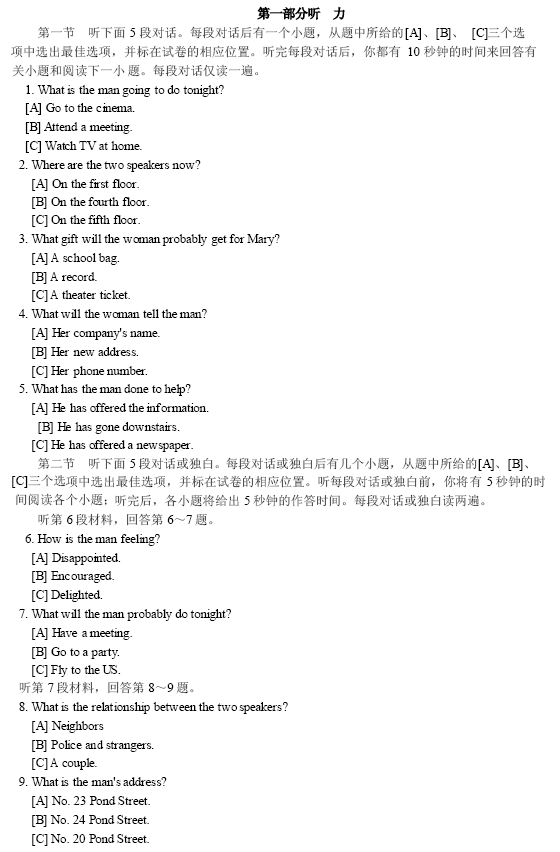 第一部分听 力
第一节 听下面 5 段对话。每段对话后有一个小题，从题中所给的[A]、[B]、 [C]三个选
项中选出最佳选项，并标在试卷的相应位置。听完每段对话后，你都有 10 秒钟的时间来回答有
关小题和阅读下一小题。每段对话仅读一遍。
1. What is the man going to do tonight?
[A] Go to the cinema.
[B] Attend a meeting.
[C] Watch TV at home.
2. Where are the two speakers now?
[A] On the first floor.
[B] On the fourth floor.
[C] On the fifth floor.
3. What gift will the woman probably get for Mary?
[A] A school bag.
[B] A record.
[C] A theater ticket.
4. What will the woman tell the man?
[A] Her company's name.
[B] Her new address.
[C] Her phone number.
5. What has the man done to help?
[A] He has offered the information.
[B] He has gone downstairs.
[C] He has offered a newspaper.
第二节 听下面 5 段对话或独白。每段对话或独白后有几个小题，从题中所给的[A]、[B]、
[C]三个选项中选出最佳选项，并标在试卷的相应位置。听每段对话或独白前，你将有 5 秒钟的时
间阅读各个小题；听完后，各小题将给出 5 秒钟的作答时间。每段对话或独白读两遍。
听第 6 段材料，回答第 6～7 题。
6. How is the man feeling?
[A] Disappointed.
[B] Encouraged.
[C] Delighted.
7. What will the man probably do tonight?
[A] Have a meeting.
[B] Go to a party.
[C] Fly to the US.
听第 7 段材料，回答第 8～9 题。
8. What is the relationship between the two speakers?
[A] Neighbors
[B] Police and strangers.
[C] A couple.
9. What is the man's address?
[A] No. 23 Pond Street.
[B] No. 24 Pond Street.
[C] No. 20 Pond Street.